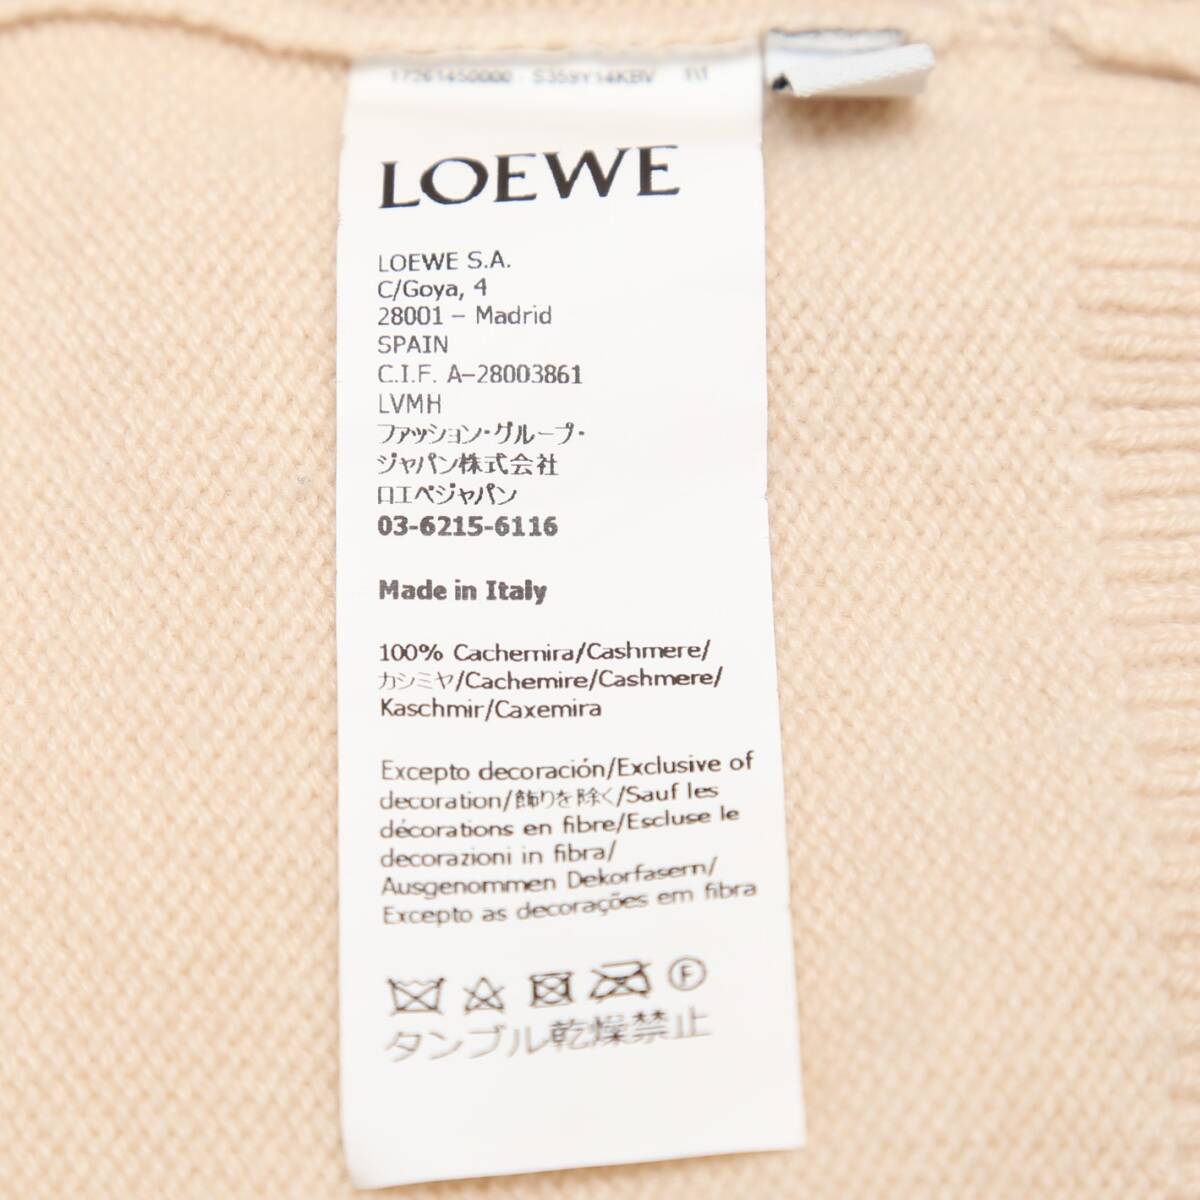 17261450000 - S359Y14KBV
LOEWE
LOEWE S.A.
C/Goya, 4
28001 – Madrid
SPAIN
C.I.F. A–28003861
LVMH
ファッション・グループ・
ジャパン株式会社
ロエベジャパン
03-6215-6116
Made in Italy
100% Cachemira/Cashmere/
カシミヤ/Cachemire/Cashmere/
Kaschmir/Caxemira
Excepto decoración/Exclusive of
decoration/飾りを除く/Sauf les
décorations en fibre/Escluse le
decorazioni in fibra/
Ausgenommen Dekorfasern/
Excepto as decorações em fibra
F
タンブル乾燥禁止